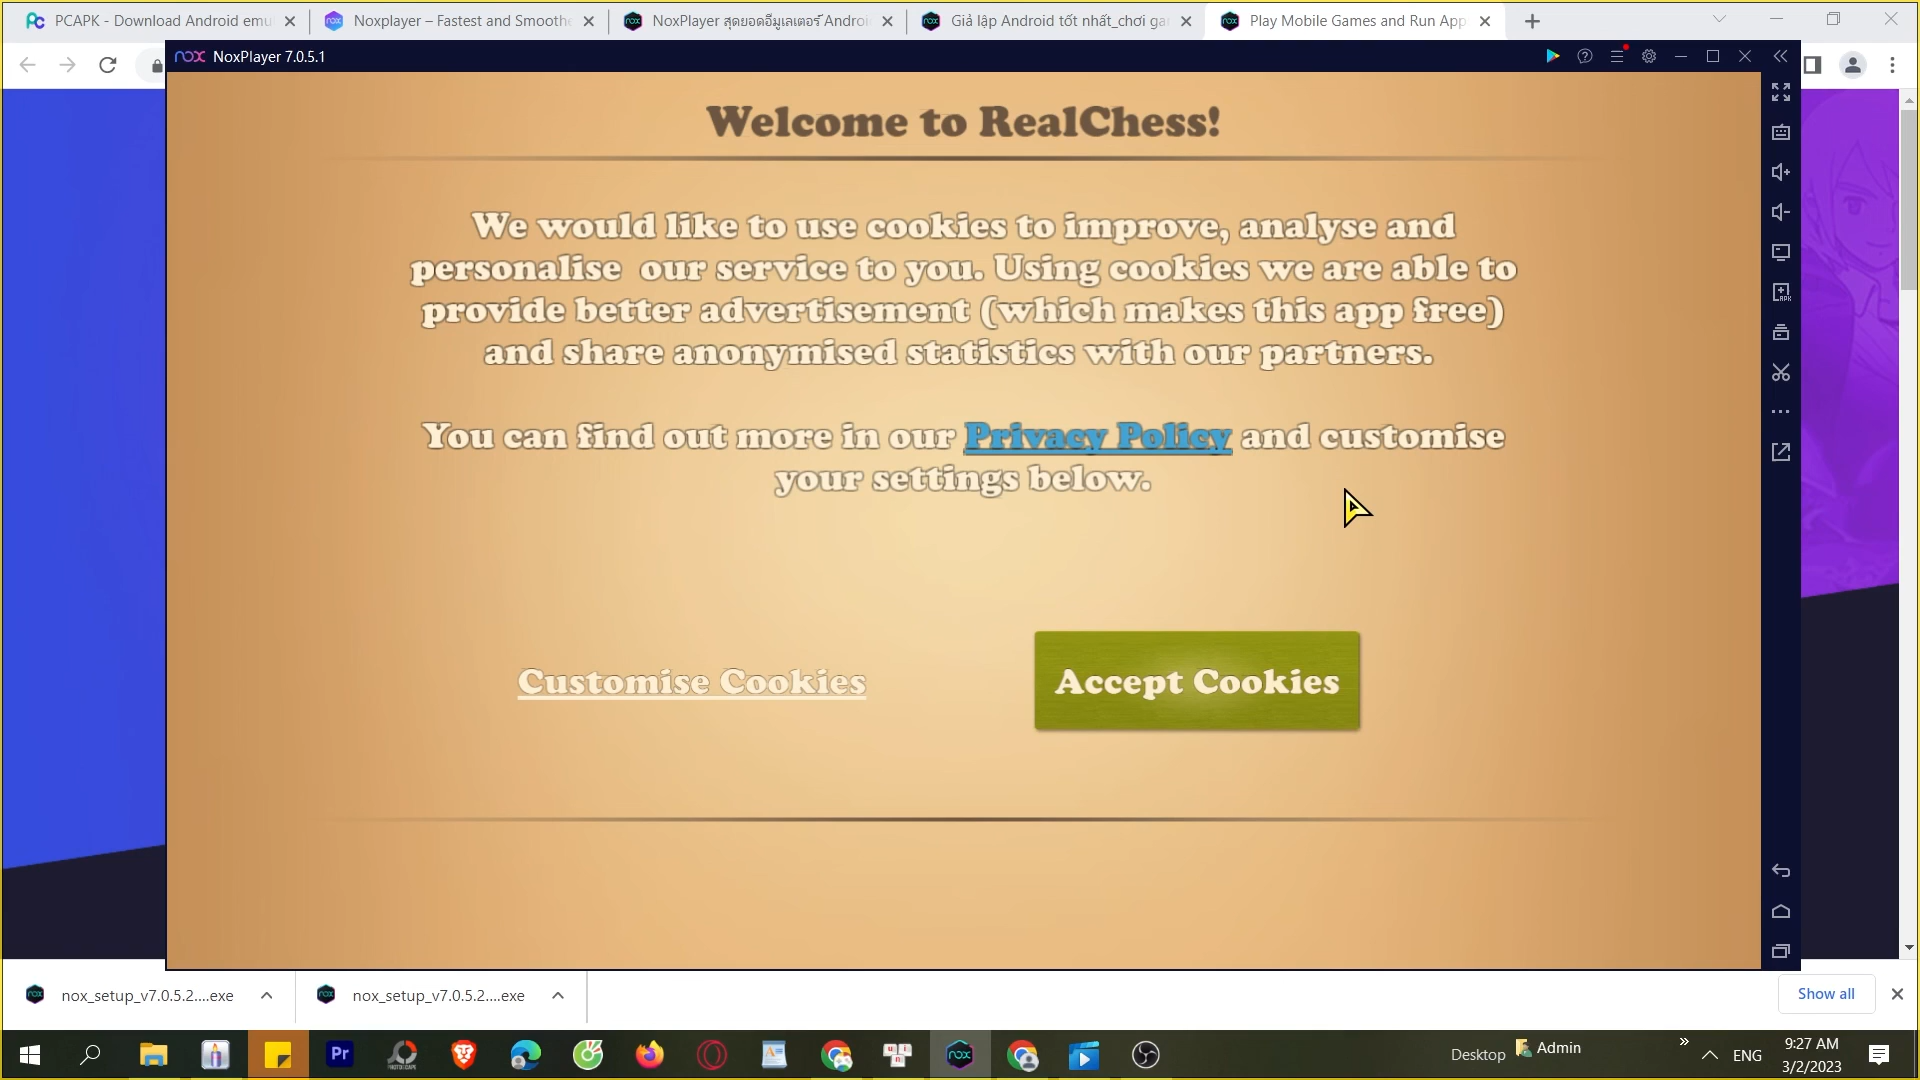 PCAPK - Download Android emu
Noxplayer – Fastest and Smoothe
NoxPlayer สุดยอดอีมูเลเตอร์ Androi
Giả lập Android tốt nhất_chơi ga
Play Mobile Games and Run App
nox NoxPlayer 7.0.5.1
Welcome to RealChess!
We would like to use cookies to improve, analyse and
personalise our service to you. Using cookies we are able to
provide better advertisement (which makes this app free)
and share anonymised statistics with our partners.
You can find out more in our Privacy Policy and customise
your settings below.
Customise Cookies
Accept Cookies
nox_setup_v7.0.5.2....exe
nox_setup_v7.0.5.2....exe
Show all
Pr
nox
Desktop
Admin
ENG
9:27 AM
3/2/2023